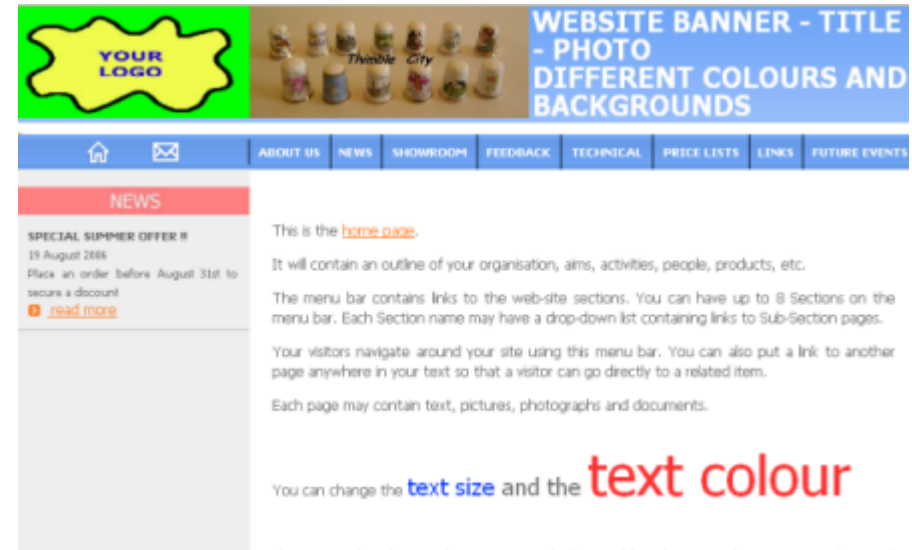 YOUR
LOGO
Thimble City
WEBSITE BANNER - TITLE
- PHOTO
DIFFERENT COLOURS AND
BACKGROUNDS
ABOUT US NEWS SHOWROOM FEEDBACK TECHNICAL PRICE LISTS LINKS FUTURE EVENTS
NEWS
SPECIAL SUMMER OFFER !!
19 August 2006
Place an order before August 31st to
secure a discount
read more
This is the home page.
It will contain an outline of your organisation, aims, activities, people, products, etc.
The menu bar contains links to the web-site sections. You can have up to 8 Sections on the
menu bar. Each Section name may have a drop-down list containing links to Sub-Section pages.
Your visitors navigate around your site using this menu bar. You can also put a link to another
page anywhere in your text so that a visitor can go directly to a related item.
Each page may contain text, pictures, photographs and documents.
You can change the text size and the text colour